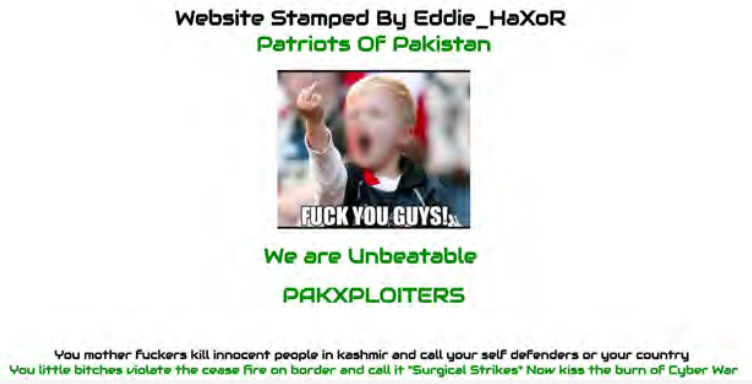 Website Stamped By Eddie_HaXoR
Patriots Of Pakistan
FUCK YOU GUYS!
We are Unbeatable
PAKXPLOITERS
You mother fuckers kill innocent people in kashmir and call your self defenders or your country
You little bitches violate the cease fire on border and call it "Surgical Strikes" Now kiss the burn of Cyber War